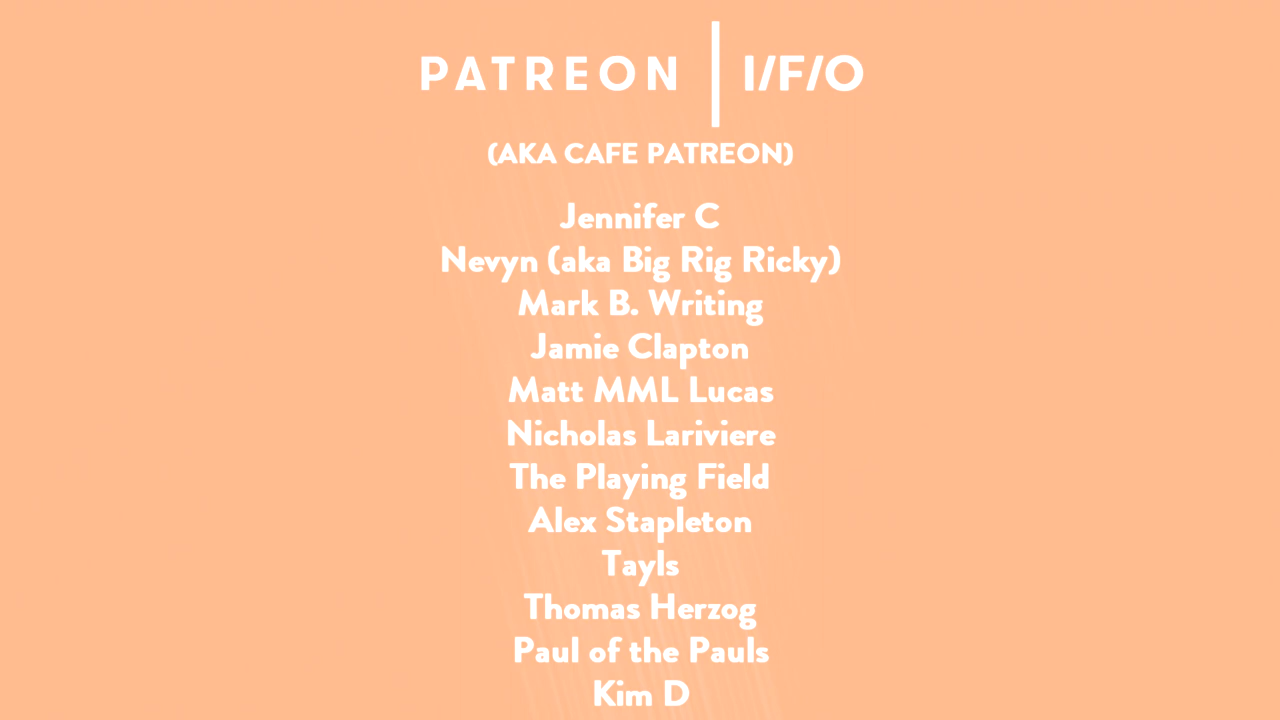 PATREON | I/F/O
(AKA CAFE PATREON)
Jennifer C
Nevyn (aka Big Rig Ricky)
Mark B. Writing
Jamie Clapton
Matt MML Lucas
Nicholas Lariviere
The Playing Field
Alex Stapleton
Tayls
Thomas Herzog
Paul of the Pauls
Kim D